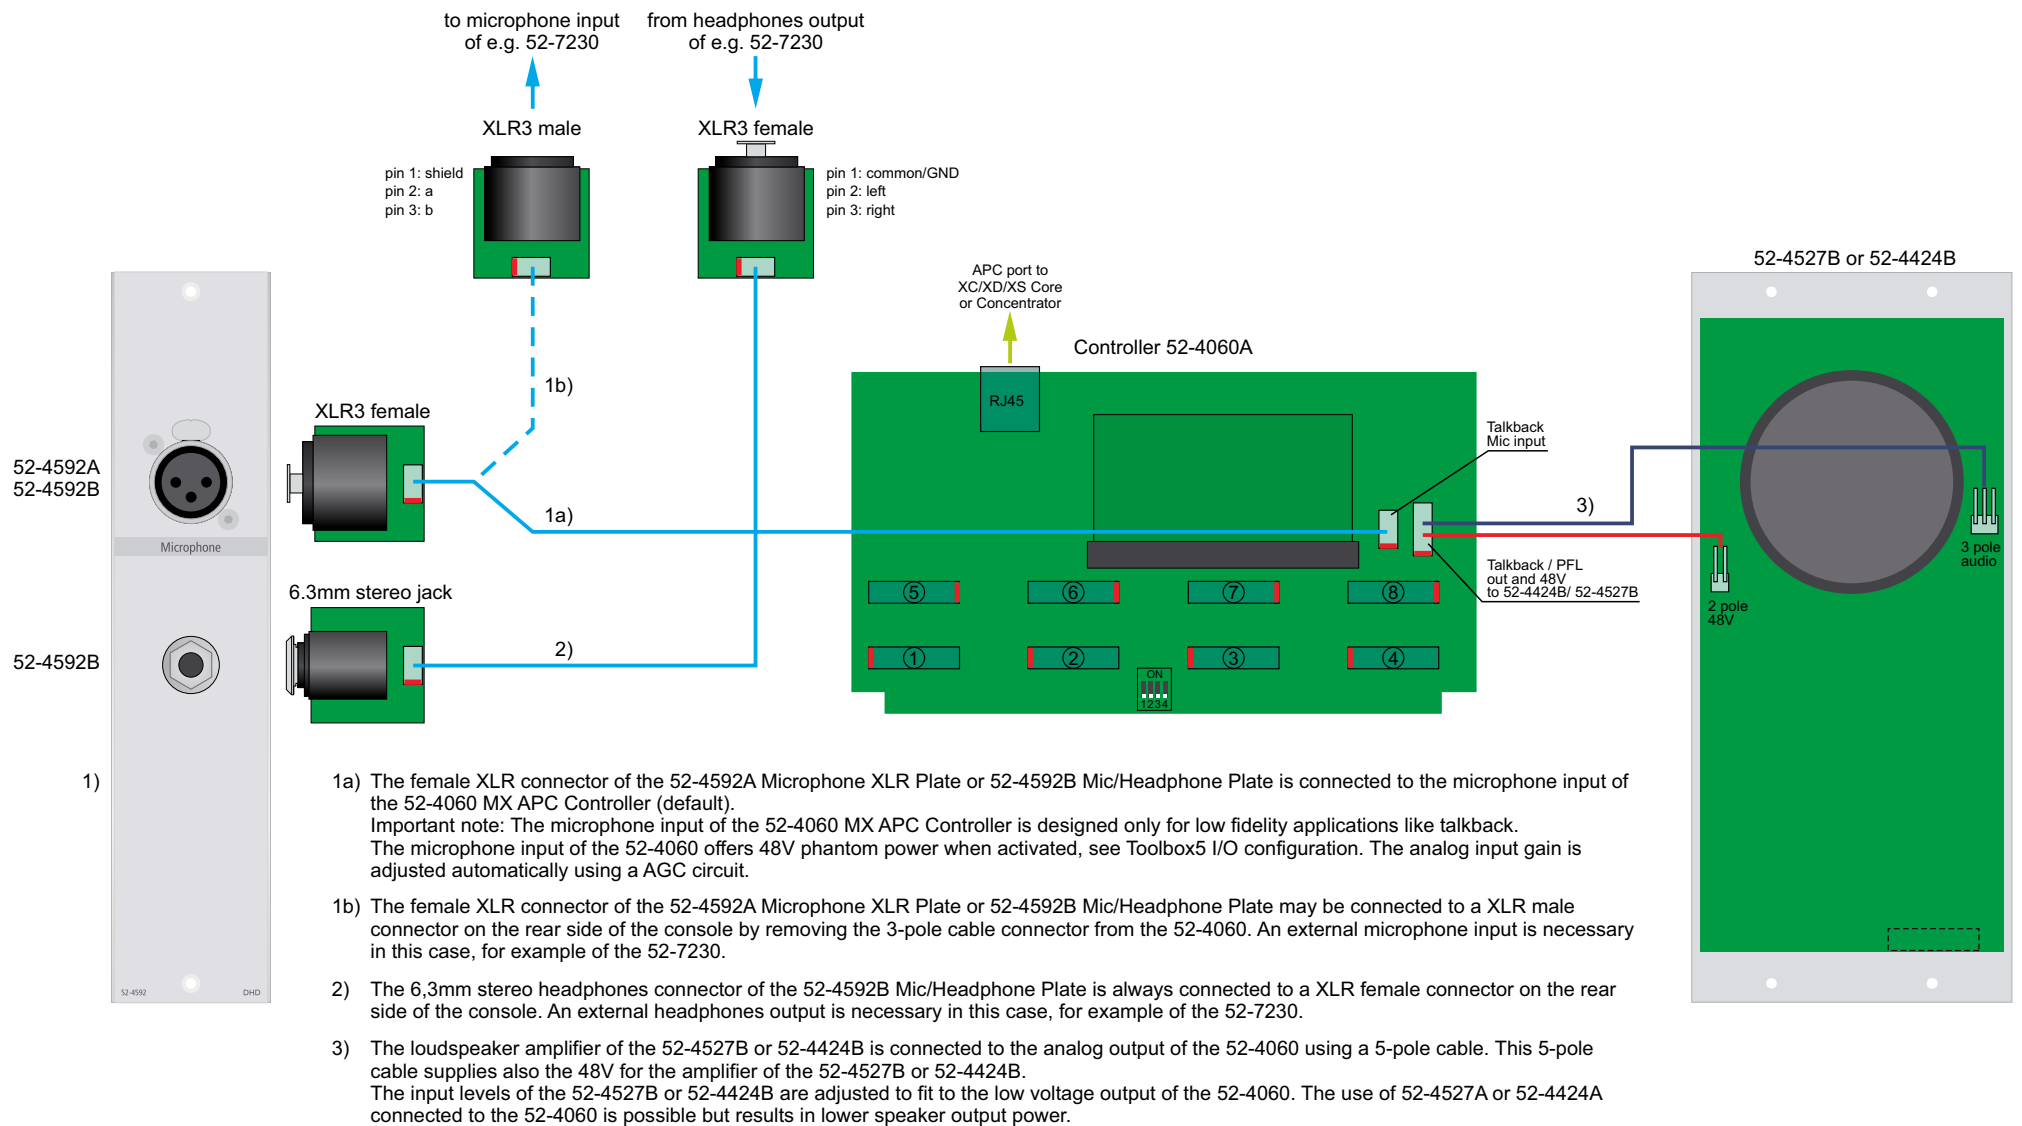 to microphone input
of e.g. 52-7230
from headphones output
of e.g. 52-7230
XLR3 male
XLR3 female
pin 1: shield
pin 2: a
pin 3: b
pin 1: common/GND
pin 2: left
pin 3: right
52-4527B or 52-4424B
APC port to
XC/XD/XS Core
or Concentrator
Controller 52-4060A
RJ45
1b)
XLR3 female
Talkback
Mic input
52-4592A
52-4592B
1a)
3)
Microphone
3 pole
audio
Talkback / PFL
out and 48V
to 52-4424B/ 52-4527B
6.3mm stereo jack
5
6
7
8
2 pole
48V
52-4592B
2)
1
2
3
4
ON
1234
52-4592
DHD
1)
1a) The female XLR connector of the 52-4592A Microphone XLR Plate or 52-4592B Mic/Headphone Plate is connected to the microphone input of
the 52-4060 MX APC Controller (default).
Important note: The microphone input of the 52-4060 MX APC Controller is designed only for low fidelity applications like talkback.
The microphone input of the 52-4060 offers 48V phantom power when activated, see Toolbox5 I/O configuration. The analog input gain is
adjusted automatically using a AGC circuit.
1b) The female XLR connector of the 52-4592A Microphone XLR Plate or 52-4592B Mic/Headphone Plate may be connected to a XLR male
connector on the rear side of the console by removing the 3-pole cable connector from the 52-4060. An external microphone input is necessary
in this case, for example of the 52-7230.
2) The 6,3mm stereo headphones connector of the 52-4592B Mic/Headphone Plate is always connected to a XLR female connector on the rear
side of the console. An external headphones output is necessary in this case, for example of the 52-7230.
3) The loudspeaker amplifier of the 52-4527B or 52-4424B is connected to the analog output of the 52-4060 using a 5-pole cable. This 5-pole
cable supplies also the 48V for the amplifier of the 52-4527B or 52-4424B.
The input levels of the 52-4527B or 52-4424B are adjusted to fit to the low voltage output of the 52-4060. The use of 52-4527A or 52-4424A
connected to the 52-4060 is possible but results in lower speaker output power.